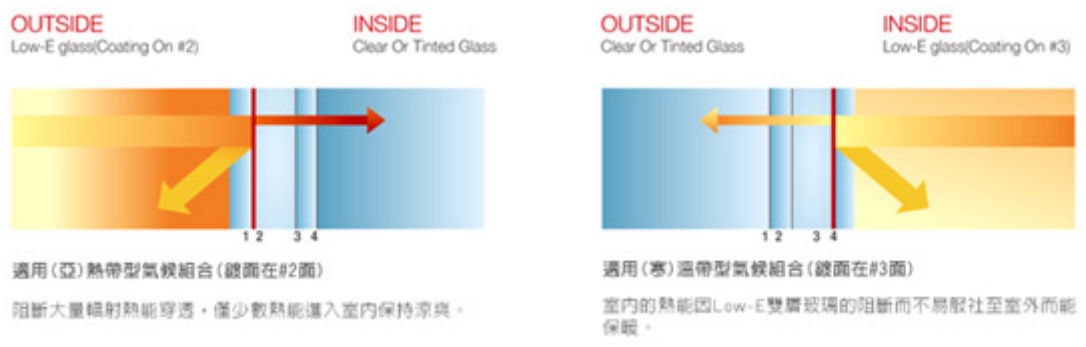 OUTSIDE
Low-E glass(Coating On #2)
INSIDE
Clear Or Tinted Glass
1 2 3 4
適用(亞)熱帶型氣候組合(鍍面在#2面)
阻斷大量輻射熱能穿透，僅少數熱能進入室內保持涼爽。
OUTSIDE
Clear Or Tinted Glass
INSIDE
Low-E glass(Coating On #3)
1 2 3 4
適用(寒)溫帶型氣候組合(鍍面在#3面)
室內的熱能因Low-E雙層玻璃的阻斷而不易服社至室外而能
保暖。